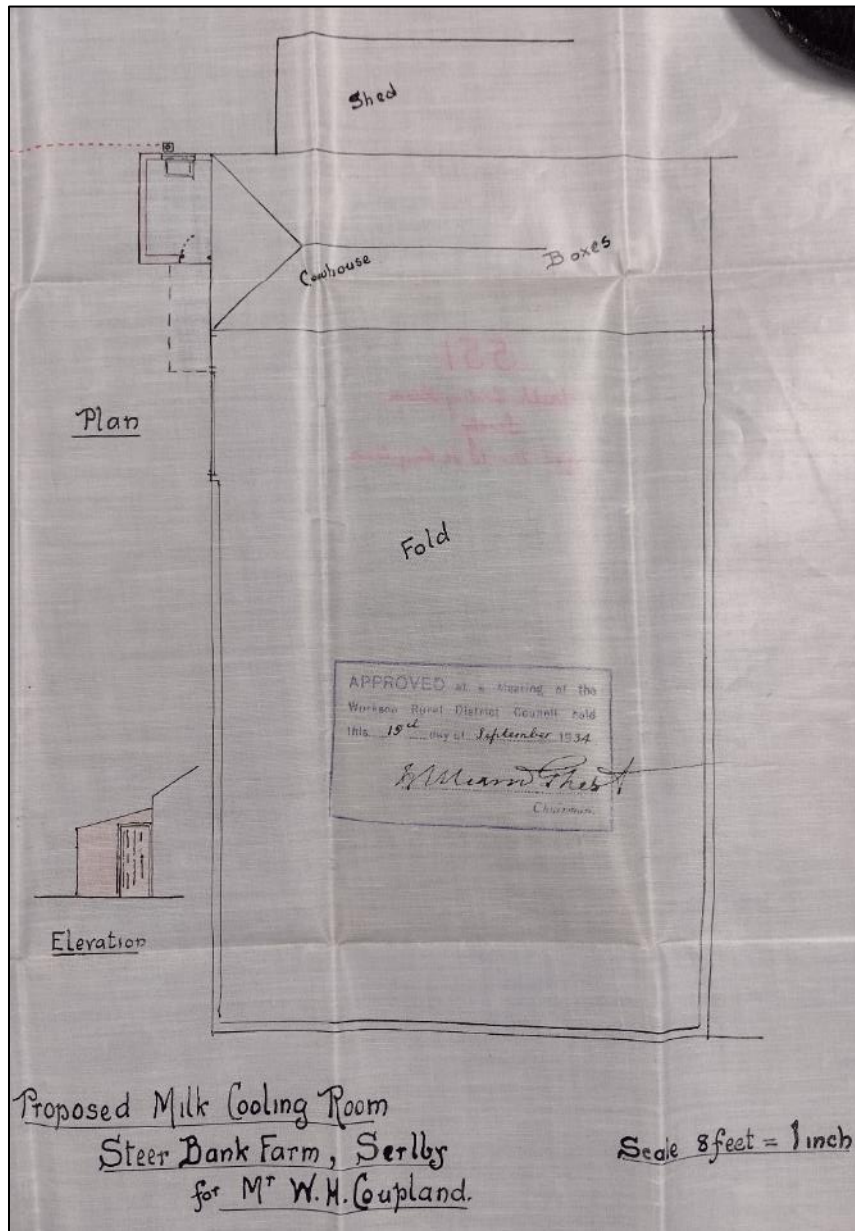 Shed
Cowhouse
Boxes
Plan
551
Fold
APPROVED at a Meeting of the
Worksop Rural District Council held
this 19th day of September 1934
William
Chairman.
Elevation
Proposed Milk Cooling Room
Steer Bank Farm, Serlby
for Mr W. H. Coupland.
Scale 8 feet = 1 inch